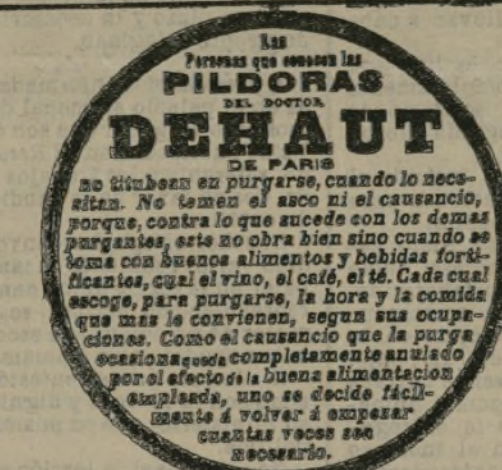 Las
Personas que conocen las
PILDORAS
DEL DOCTOR
DEHAUT
DE PARIS
no titubean en purgarse, cuando lo nece-
sitan. No temen el asco ni el causancio,
porque, contra lo que sucede con los demas
purgantes, este no obra bien sino cuando se
toma con buenos alimentos y bebidas forti-
ficantes, cual el vino, el café, el té. Cada cual
escoge, para purgarse, la hora y la comida
que mas le convienen, segun sus ocupa-
ciones. Como el causancio que la purga
ocasiona queda completamente anulado
por el efecto de la buena alimentacion
empleada, uno se decide fácil-
mente á volver á empezar
cuantas veces sea
necesario.